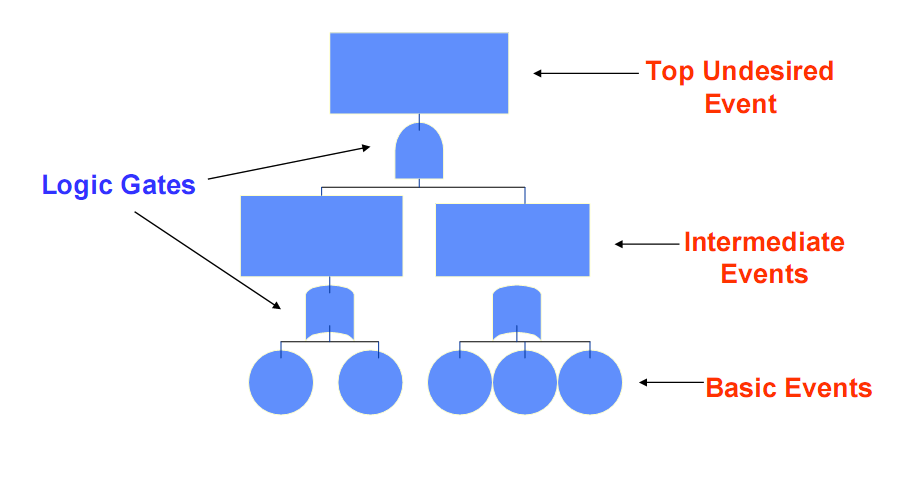 Top Undesired
Event
Logic Gates
Intermediate
Events
Basic Events